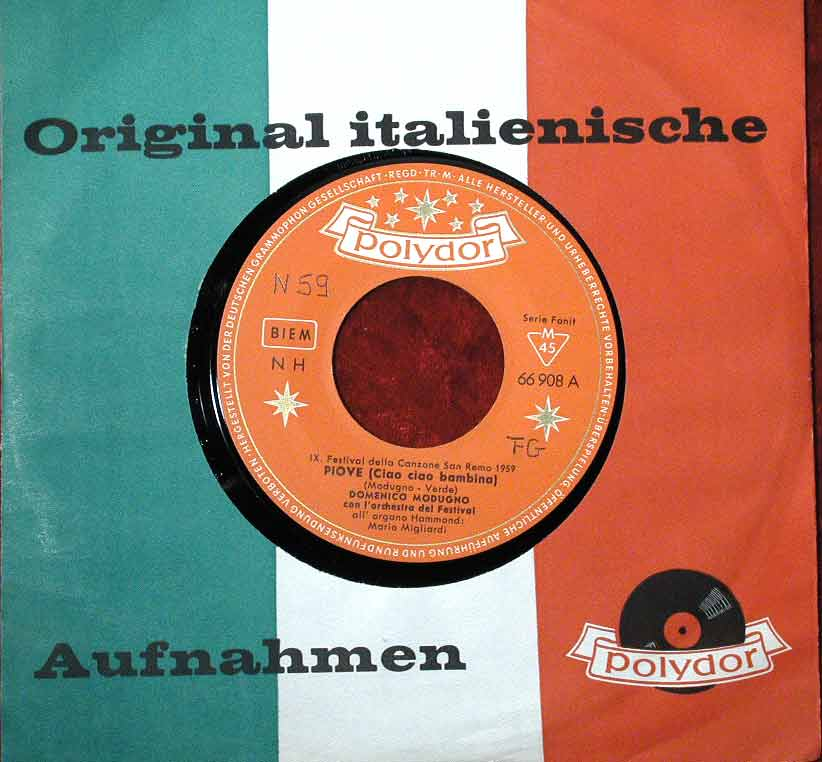 Original italienische
HERGESTELLT VON DER DEUTSCHEN GRAMMOPHON GESELLSCHAFT · REGD · TR · M · ALLE HERSTELLER- UND URHEBERRECHTE VORBEHALTEN · ÜBERSPIELUNG ÖFFENTLICHE AUFFÜHRUNG UND RUNDFUNKSENDUNG VERBOTEN ·
polydor
N 59
BIEM
N H
Serie Fonit
M
45
66 908 A
FG
IX. Festival della Canzone San Remo 1959
PIOVE (Ciao ciao bambina)
(Modugno - Verde)
DOMENICO MODUGNO
con l'orchestra del Festival
all' organo Hammond:
Mario Migliardi
Aufnahmen
polydor